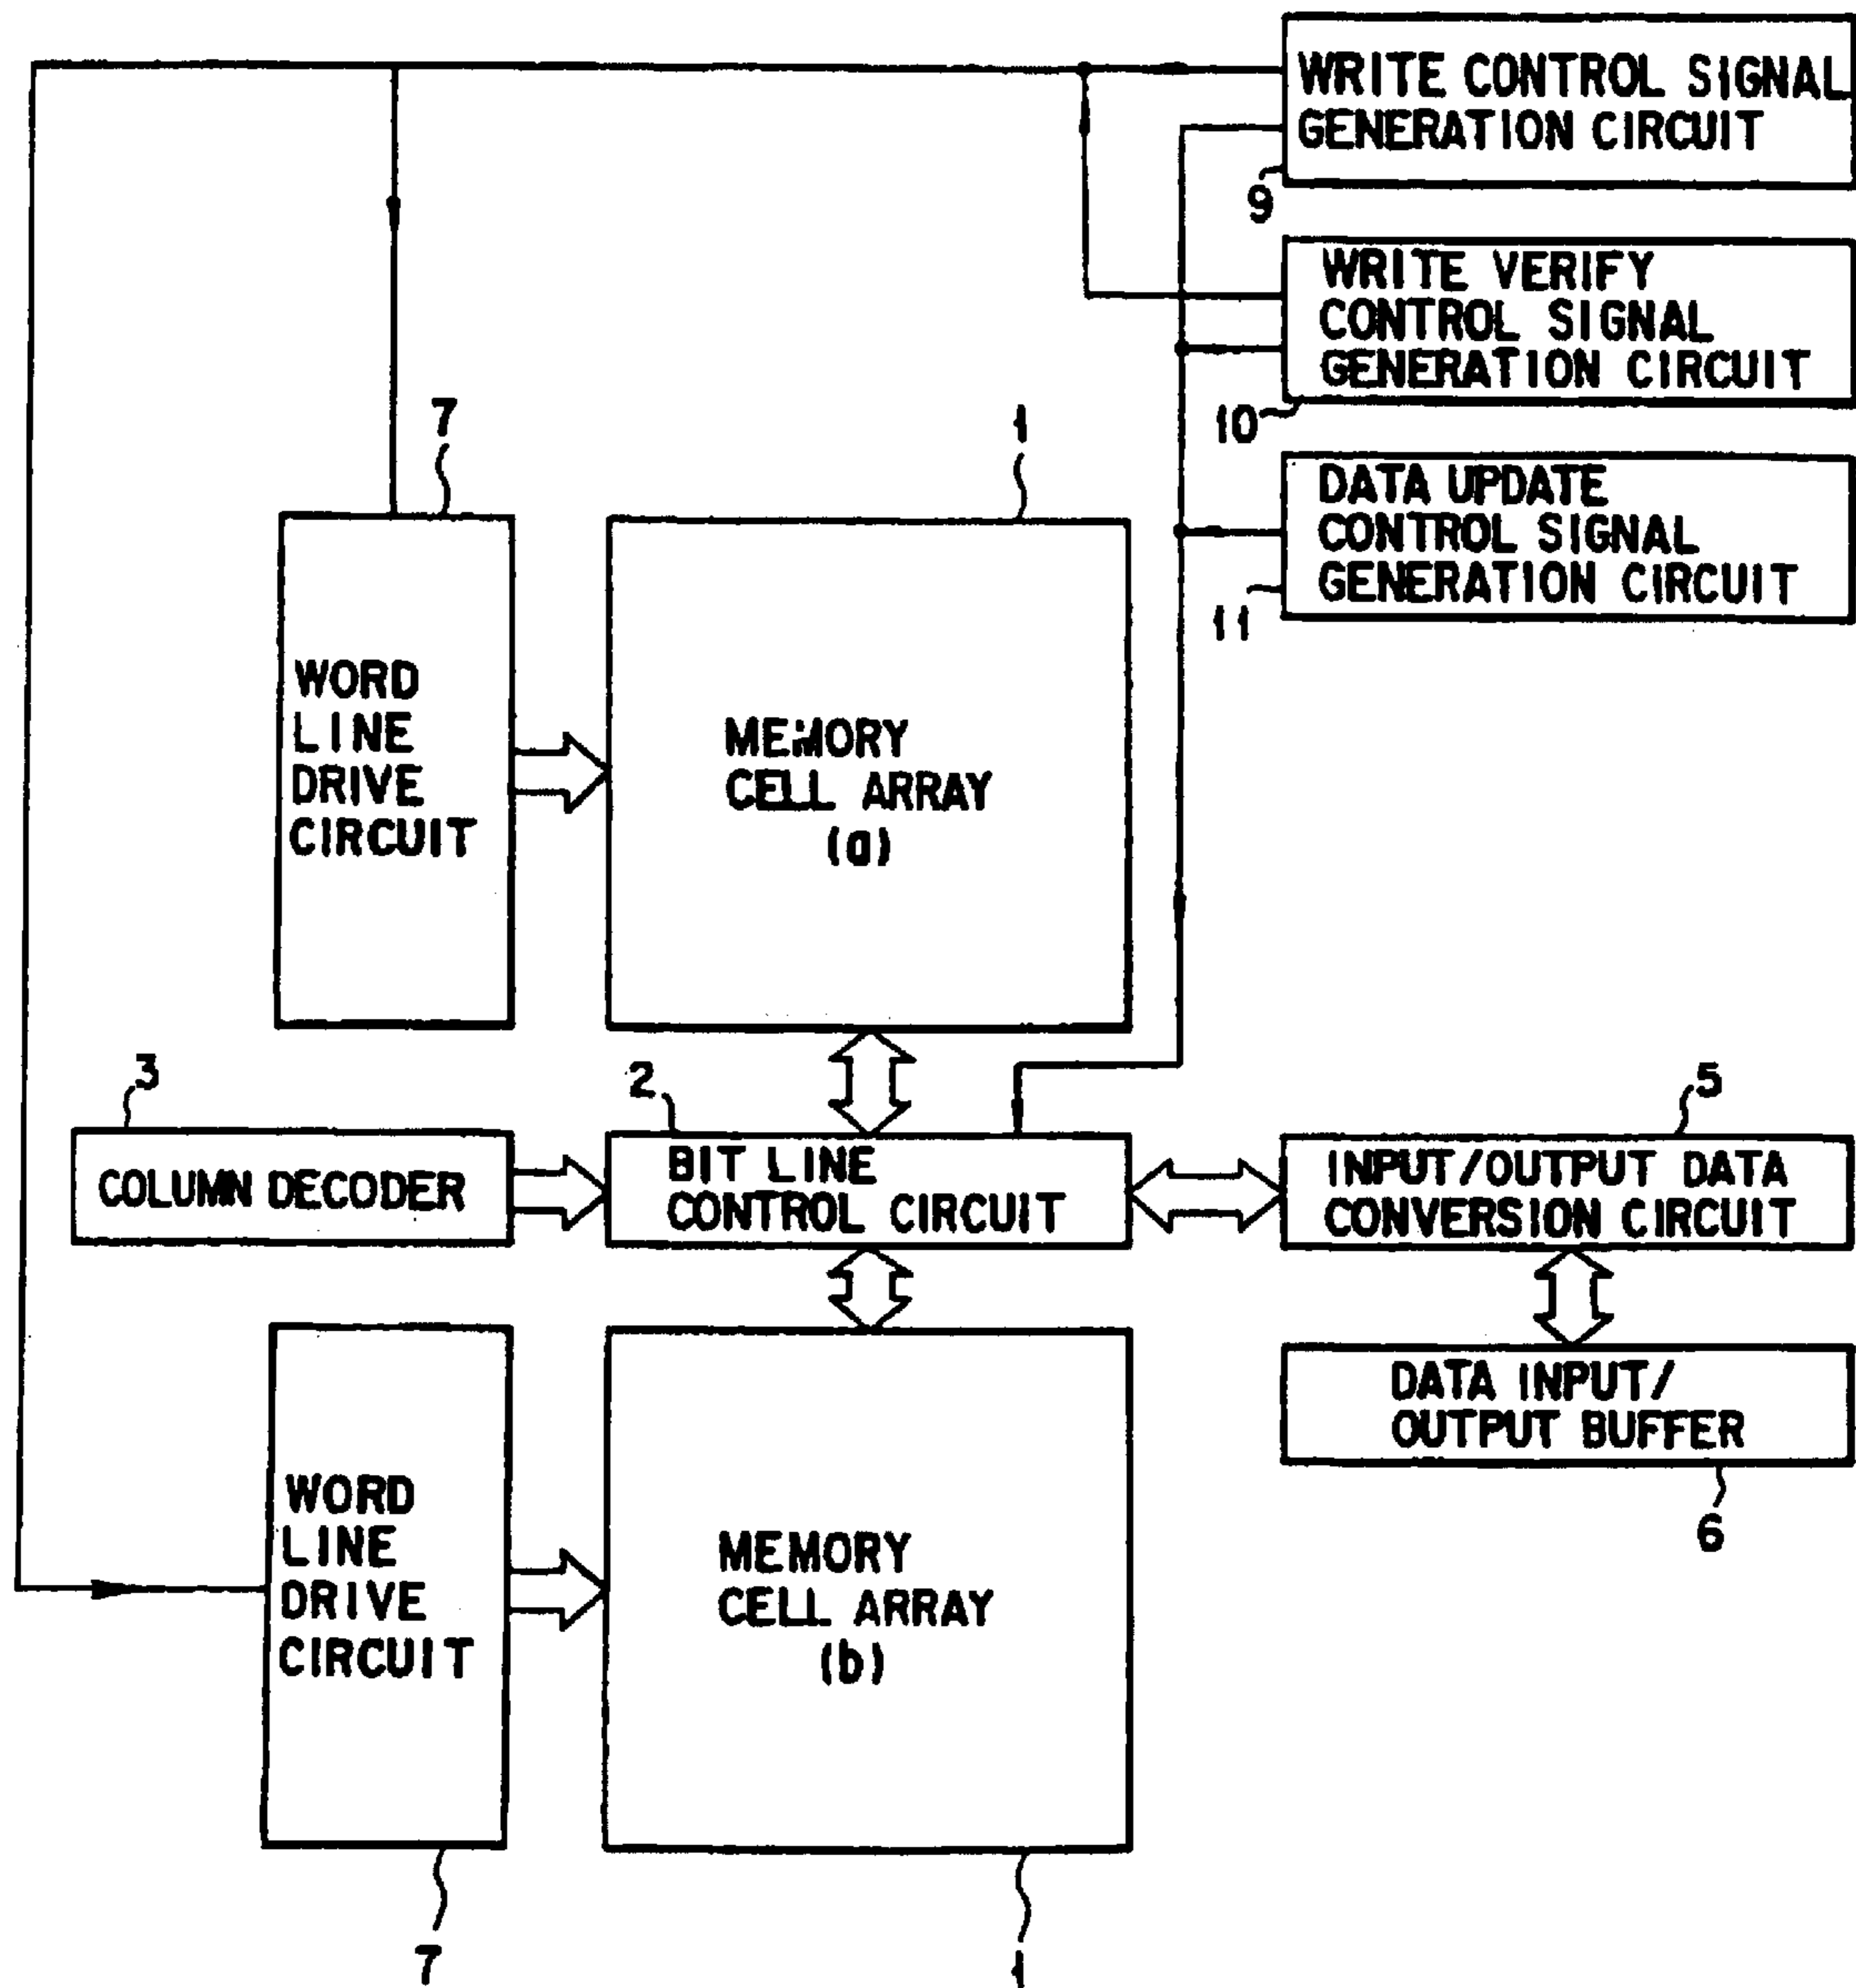 WRITE CONTROL SIGNAL
GENERATION CIRCUIT
9
WRITE VERIFY
CONTROL SIGNAL
GENERATION CIRCUIT
10
DATA UPDATE
CONTROL SIGNAL
GENERATION CIRCUIT
11
7
1
WORD
LINE
DRIVE
CIRCUIT
MEMORY
CELL ARRAY
(a)
3
2
5
COLUMN DECODER
BIT LINE
CONTROL CIRCUIT
INPUT/OUTPUT DATA
CONVERSION CIRCUIT
DATA INPUT/
OUTPUT BUFFER
6
WORD
LINE
DRIVE
CIRCUIT
MEMORY
CELL ARRAY
(b)
7
1